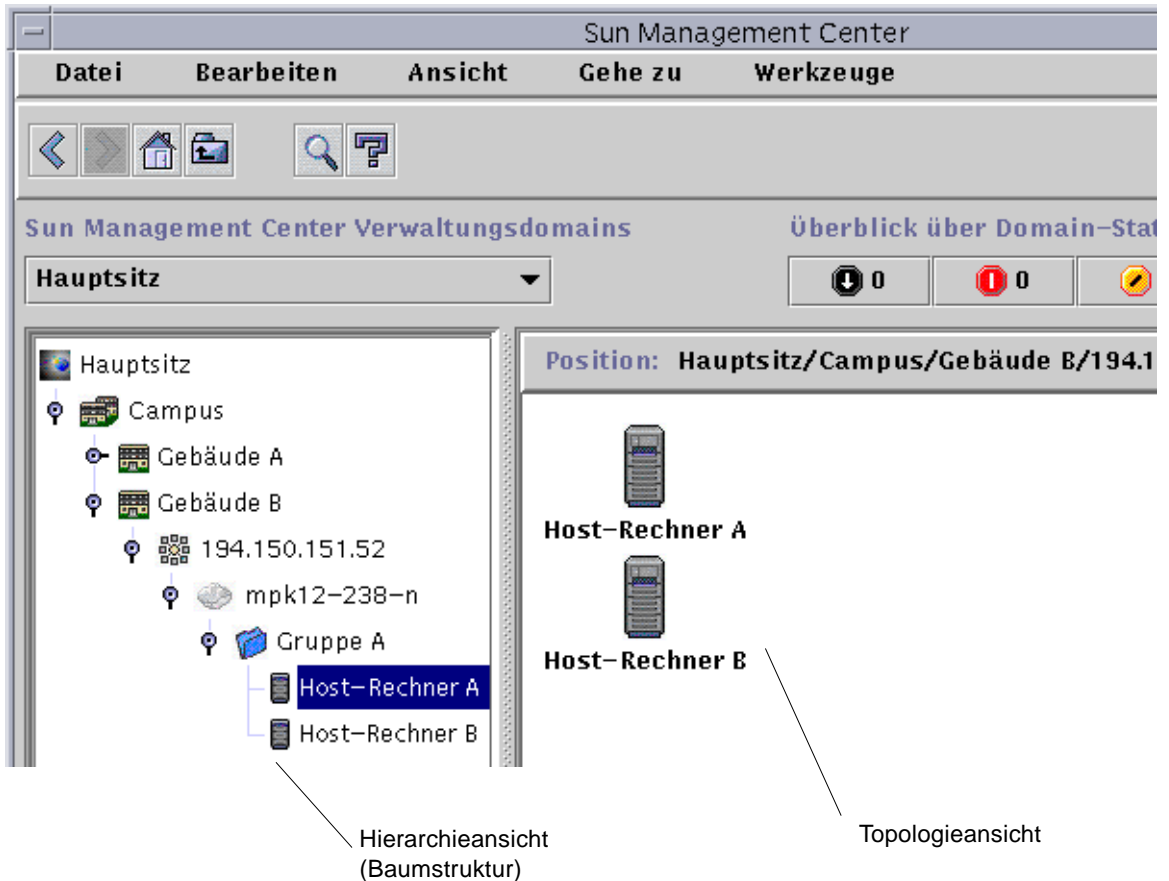 Sun Management Center
Datei Bearbeiten Ansicht Gehe zu Werkzeuge
Sun Management Center Verwaltungsdomains Überblick über Domain-Stat
Hauptsitz 0 0
Hauptsitz
Position: Hauptsitz/Campus/Gebäude B/194.1
Campus
Gebäude A
Gebäude B
194.150.151.52
mpk12-238-n
Gruppe A
Host-Rechner A
Host-Rechner B
Host-Rechner A
Host-Rechner B
Hierarchieansicht
(Baumstruktur)
Topologieansicht